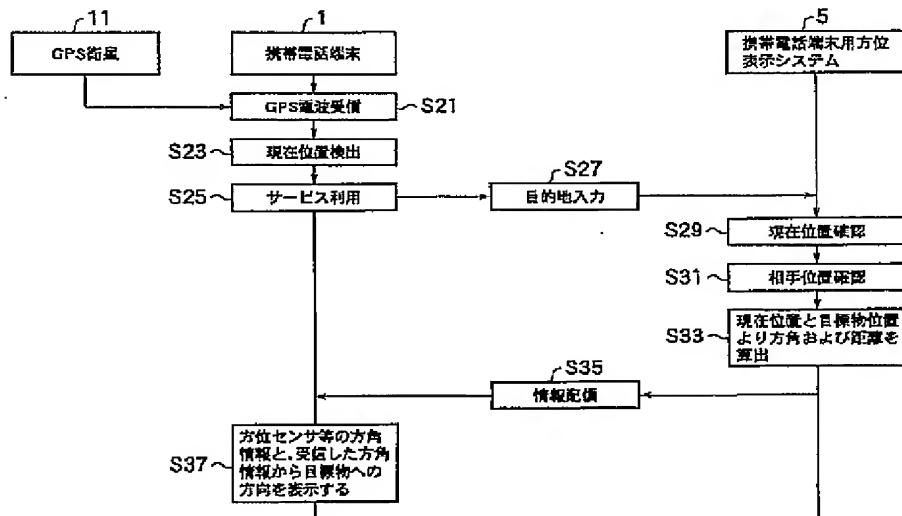 11
1
5
GPS衛星
携帯電話端末
携帯電話端末用方位
表示システム
GPS電波受信
S21
S23
現在位置検出
S27
S25
サービス利用
目的地入力
S29
現在位置確認
S31
相手位置確認
S33
現在位置と目標物位置
より方角および距離を
算出
S35
情報配信
S37
方位センサ等の方角
情報と、受信した方角
情報から目標物への
方向を表示する